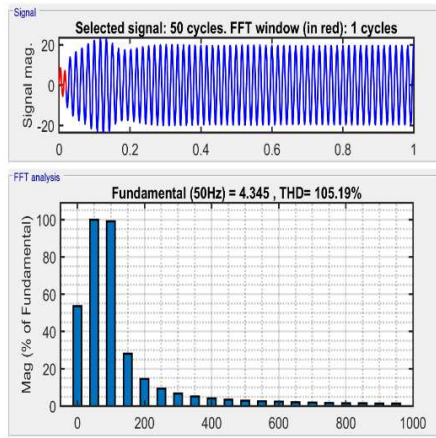 Signal
Selected signal: 50 cycles. FFT window (in red): 1 cycles
Signal mag.
20
0
-20
0 0.2 0.4 0.6 0.8 1
FFT analysis
Fundamental (50Hz) = 4.345 , THD= 105.19%
Mag (% of Fundamental)
100
80
60
40
20
0
0 200 400 600 800 1000